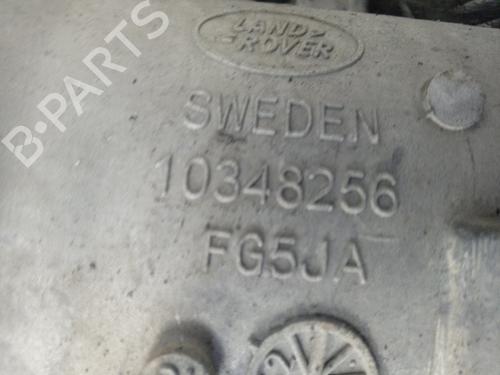 LAND
ROVER
SWEDEN
10348256
FG5JA
B-PARTS